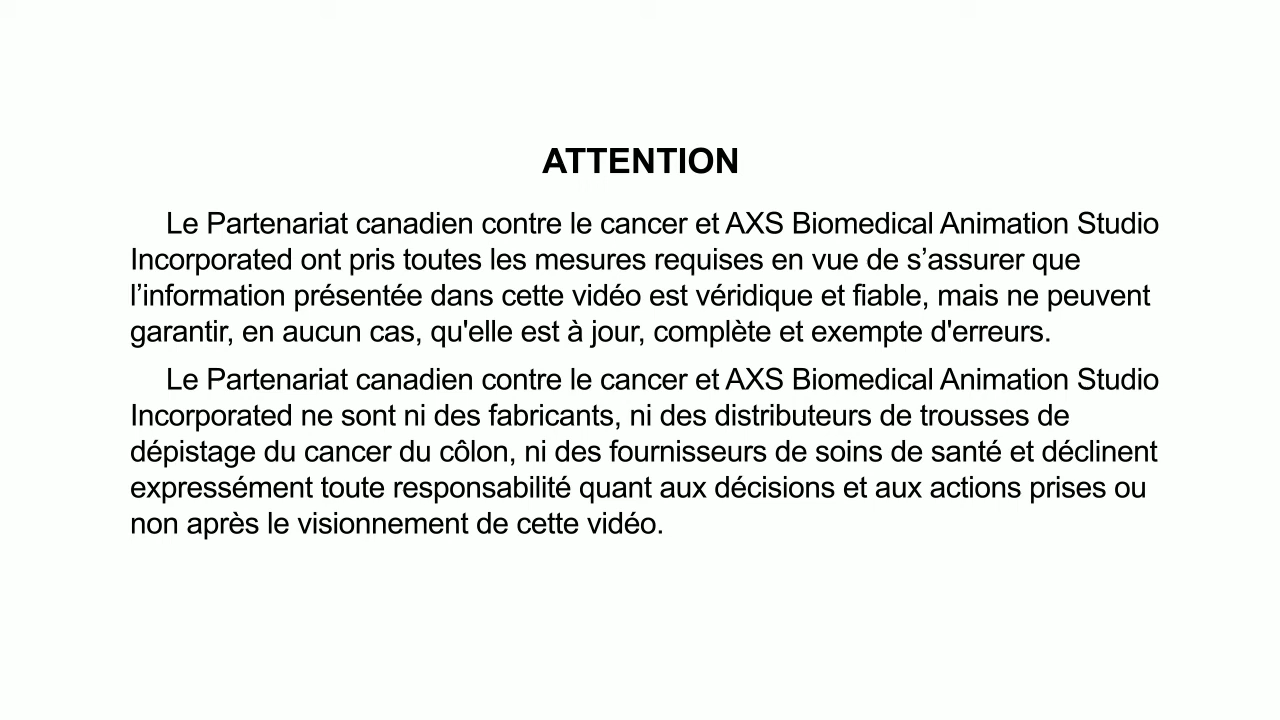 ATTENTION
Le Partenariat canadien contre le cancer et AXS Biomedical Animation Studio
Incorporated ont pris toutes les mesures requises en vue de s’assurer que
l’information présentée dans cette vidéo est véridique et fiable, mais ne peuvent
garantir, en aucun cas, qu'elle est à jour, complète et exempte d'erreurs.
Le Partenariat canadien contre le cancer et AXS Biomedical Animation Studio
Incorporated ne sont ni des fabricants, ni des distributeurs de trousses de
dépistage du cancer du côlon, ni des fournisseurs de soins de santé et déclinent
expressément toute responsabilité quant aux décisions et aux actions prises ou
non après le visionnement de cette vidéo.